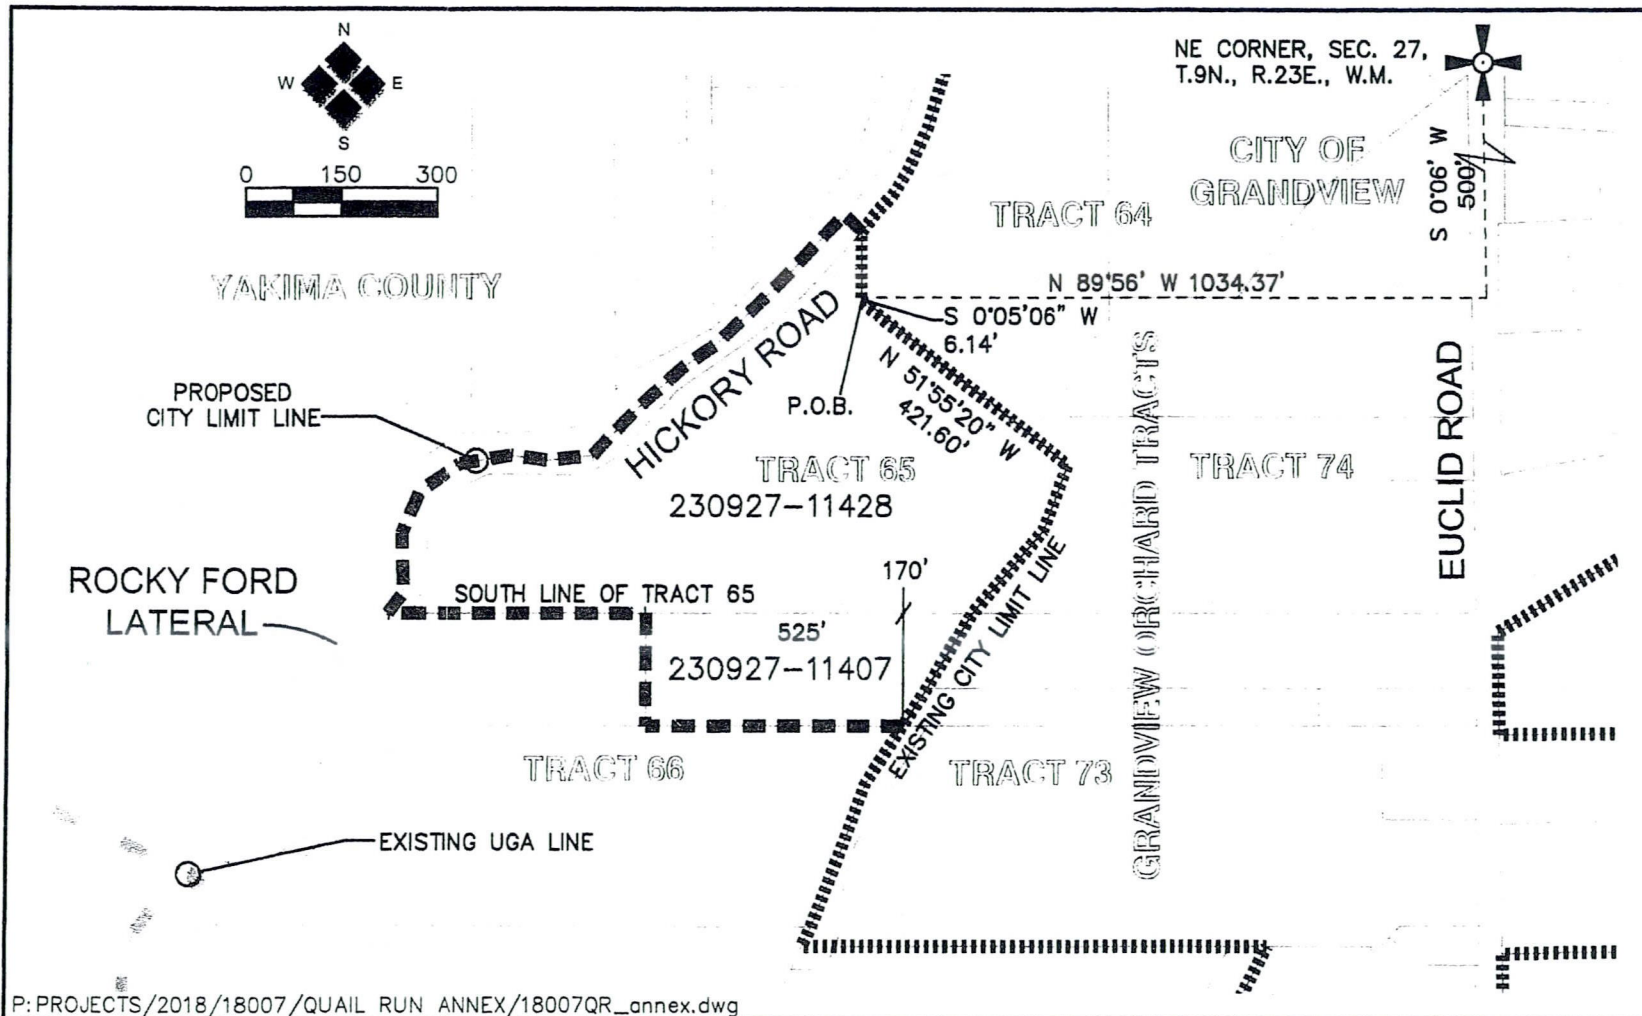 N
W E
S
0 150 300
NE CORNER, SEC. 27,
T.9N., R.23E., W.M.
CITY OF
GRANDVIEW
S 0°06' W
500'
TRACT 64
YAKIMA COUNTY
N 89°56' W 1034.37'
S 0°05'06" W
6.14'
HICKORY ROAD
P.O.B.
N 51°55'20" W
421.60'
PROPOSED
CITY LIMIT LINE
TRACT 65
230927-11428
TRACT 74
GRANDVIEW ORCHARD TRACTS
EUCLID ROAD
ROCKY FORD
LATERAL
SOUTH LINE OF TRACT 65
170'
525'
230927-11407
EXISTING CITY LIMIT LINE
TRACT 66
TRACT 73
EXISTING UGA LINE
P:PROJECTS/2018/18007/QUAIL RUN ANNEX/18007QR_annex.dwg